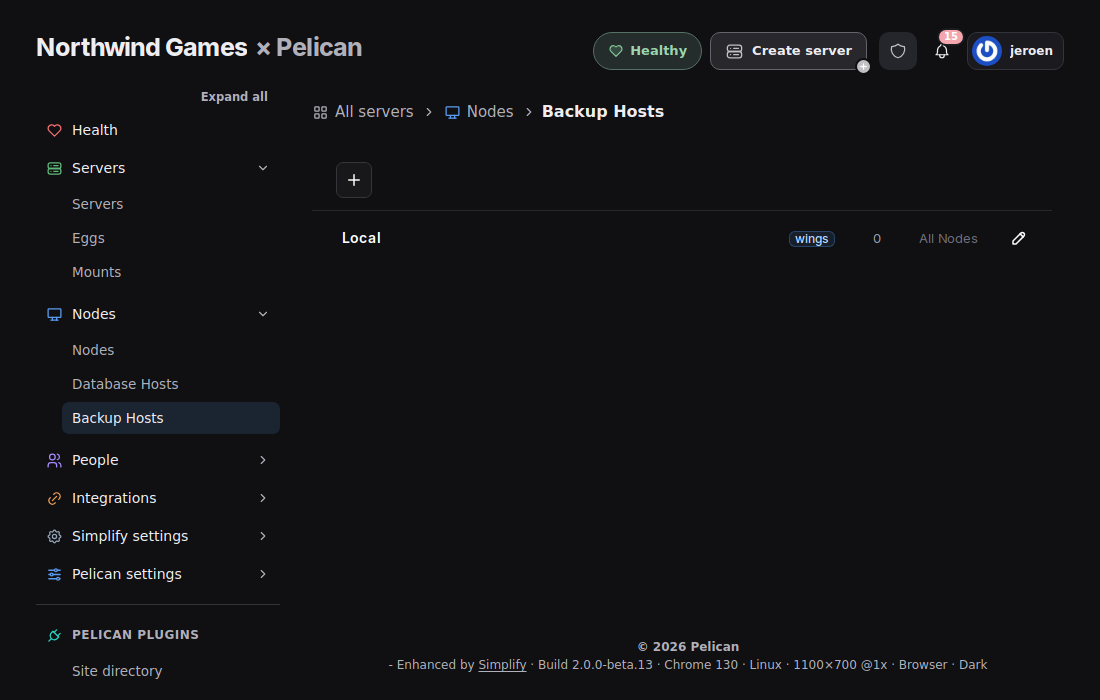 Northwind Games × Pelican
Healthy
Create server
15
jeroen
Expand all
Health
Servers
Servers
Eggs
Mounts
Nodes
Nodes
Database Hosts
Backup Hosts
People
Integrations
Simplify settings
Pelican settings
PELICAN PLUGINS
Site directory
All servers > Nodes > Backup Hosts
Local wings 0 All Nodes
© 2026 Pelican
- Enhanced by Simplify · Build 2.0.0-beta.13 · Chrome 130 · Linux · 1100×700 @1x · Browser · Dark